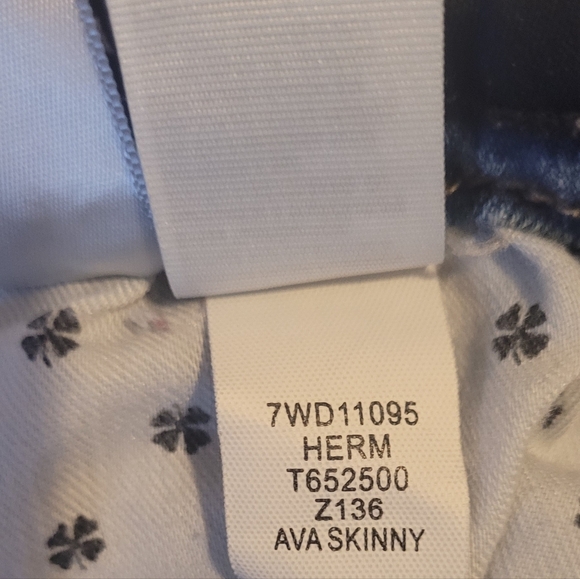 7WD11095
HERM
T652500
Z136
AVA SKINNY